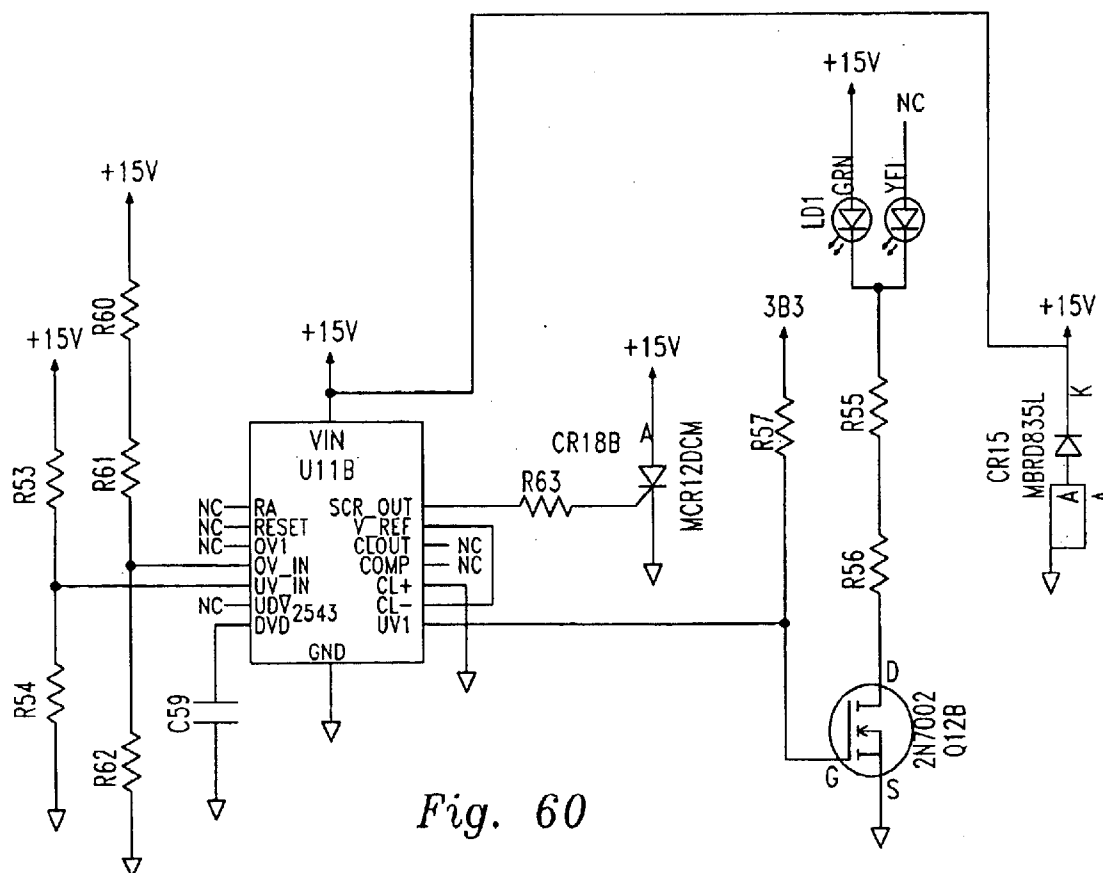 +15V
NC
GRN
YEL
LD1
+15V
R60
+15V
+15V
+15V
3B3
+15V
K
R53
R61
VIN
U11B
CR18B
A
R63
MCR12DCM
R57
R55
CR15
MBRD835L
A
A
NC
RA
NC
RESET
NC
OV1
OV_IN
UV_IN
NC
UDV
2543
DVD
GND
SCR_OUT
V_REF
CLOUT
NC
COMP
NC
CL+
CL-
UV1
R56
R54
C59
R62
D
G
S
2N7002
Q12B
Fig. 60